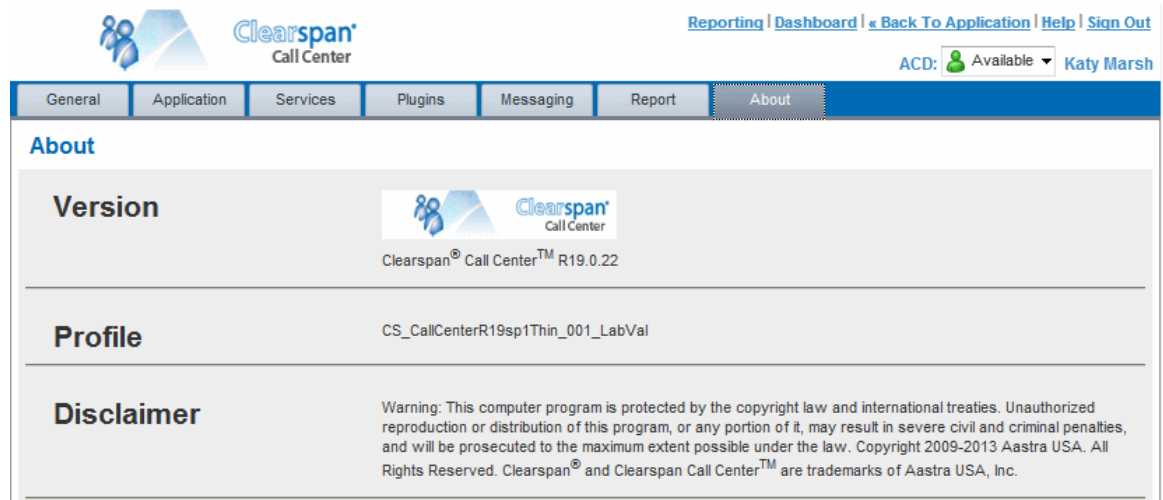 Clearspan®
Call Center
Reporting | Dashboard | « Back To Application | Help | Sign Out
ACD: Available Katy Marsh
General Application Services Plugins Messaging Report About
About
Version
Clearspan®
Call Center
Clearspan® Call Center™ R19.0.22
Profile
CS_CallCenterR19sp1Thin_001_LabVal
Disclaimer
Warning: This computer program is protected by the copyright law and international treaties. Unauthorized
reproduction or distribution of this program, or any portion of it, may result in severe civil and criminal penalties,
and will be prosecuted to the maximum extent possible under the law. Copyright 2009-2013 Aastra USA. All
Rights Reserved. Clearspan® and Clearspan Call Center™ are trademarks of Aastra USA, Inc.